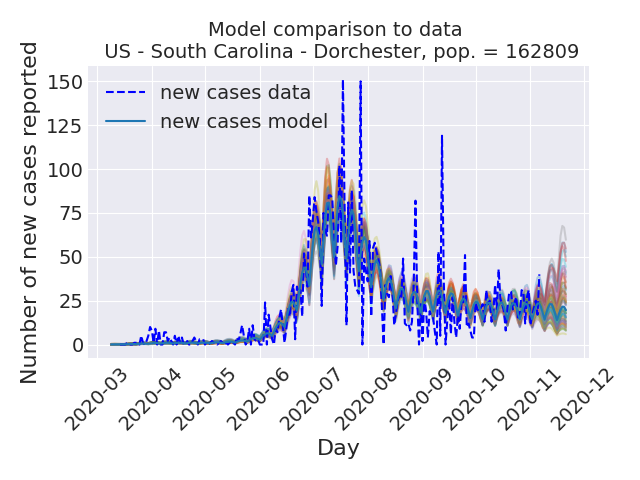 Model comparison to data
US - South Carolina - Dorchester, pop. = 162809
Number of new cases reported
150
125
100
75
50
25
0
new cases data
new cases model
2020-03
2020-04
2020-05
2020-06
2020-07
2020-08
2020-09
2020-10
2020-11
2020-12
Day